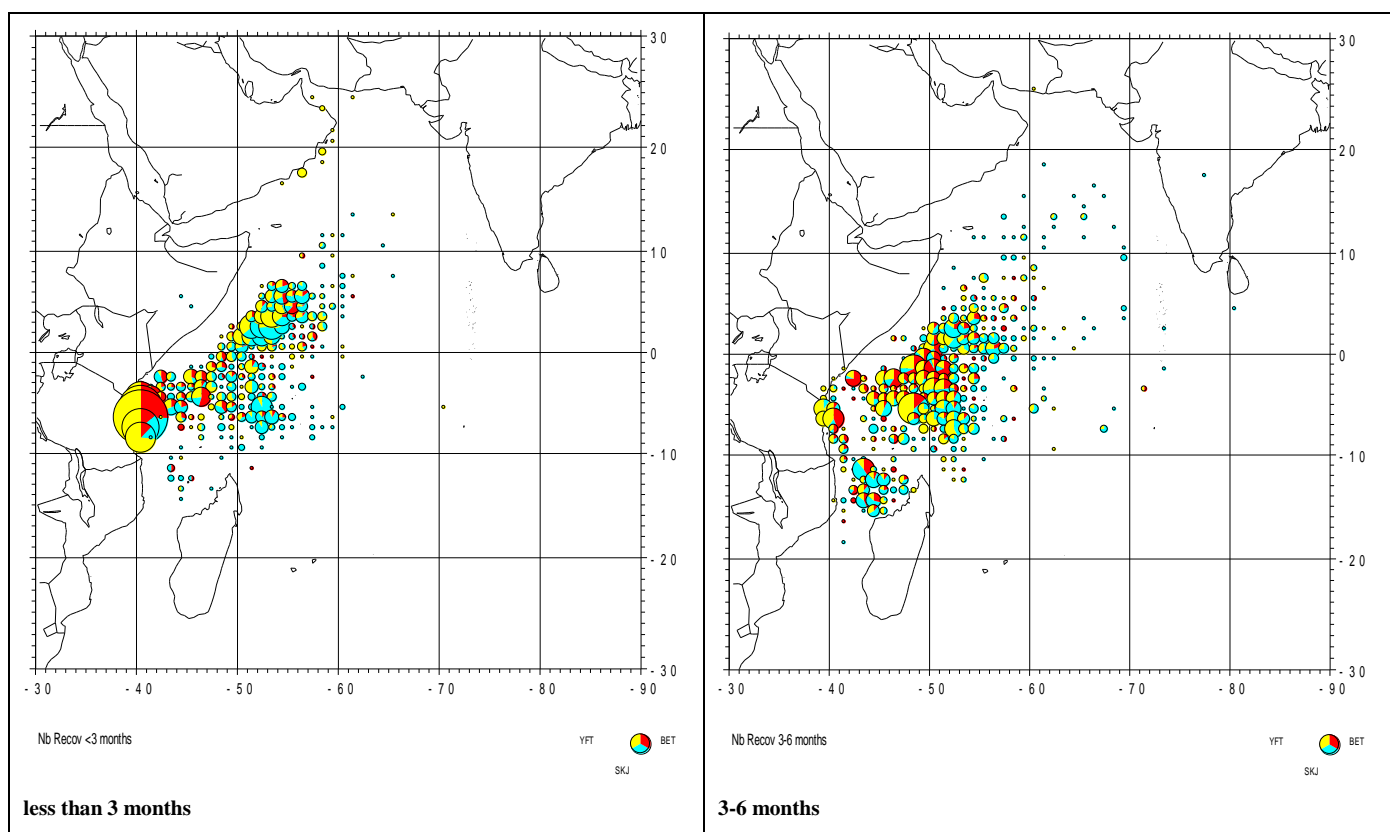 30
20
10
0
-10
-20
-30
-30 -40 -50 -60 -70 -80 -90
Nb Recov <3 months
YFT BET
SKJ
less than 3 months
30
20
10
0
-10
-20
-30
-30 -40 -50 -60 -71 -80 -90
Nb Recov 3-6 months
YFT BET
SKJ
3-6 months